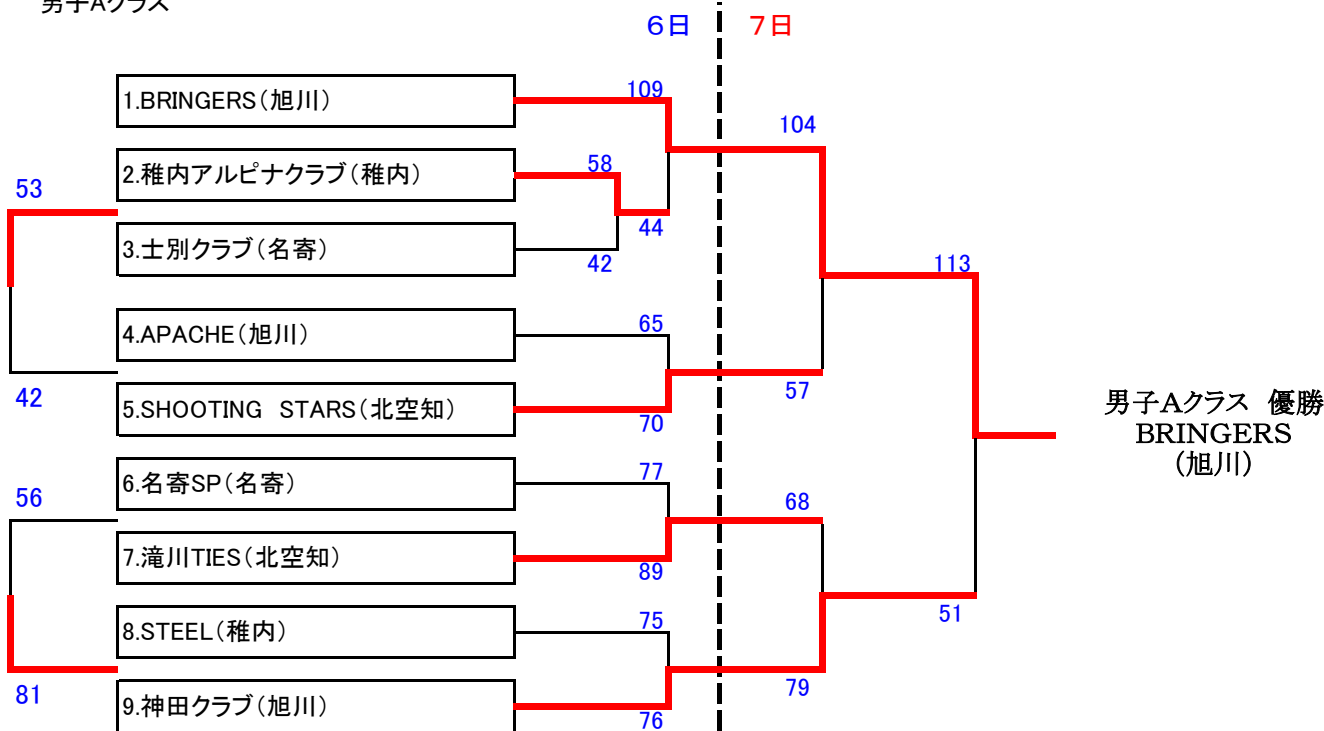 男子Aクラス
６日
７日
109
1.BRINGERS（旭川）
104
58
2.稚内アルピナクラブ（稚内）
53
44
3.士別クラブ（名寄）
42
113
65
4.APACHE（旭川）
42
57
5.SHOOTING　STARS（北空知）
70
男子Aクラス 優勝
BRINGERS
（旭川）
77
6.名寄SP（名寄）
56
68
7.滝川TIES（北空知）
89
75
51
8.STEEL（稚内）
81
79
9.神田クラブ（旭川）
76